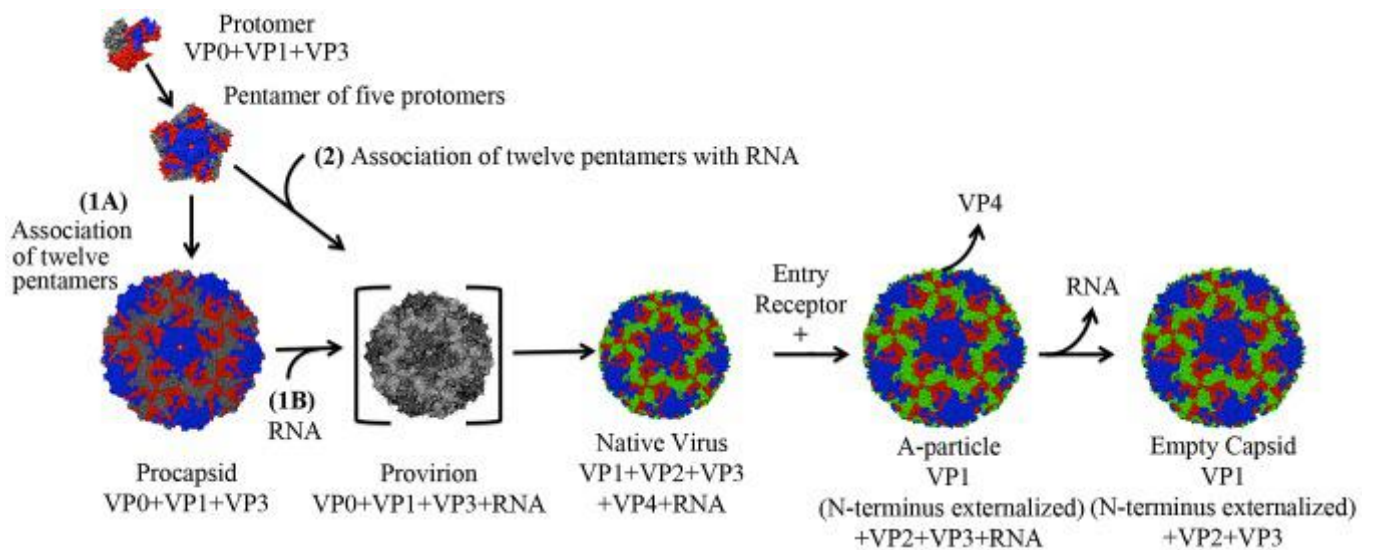 Protomer
VP0+VP1+VP3
Pentamer of five protomers
(2) Association of twelve pentamers with RNA
(1A)
Association
of twelve
pentamers
(1B)
RNA
Procapsid
VP0+VP1+VP3
Provirion
VP0+VP1+VP3+RNA
Native Virus
VP1+VP2+VP3
+VP4+RNA
Entry
Receptor
+
VP4
A-particle
VP1
(N-terminus externalized)
+VP2+VP3+RNA
RNA
Empty Capsid
VP1
(N-terminus externalized)
+VP2+VP3